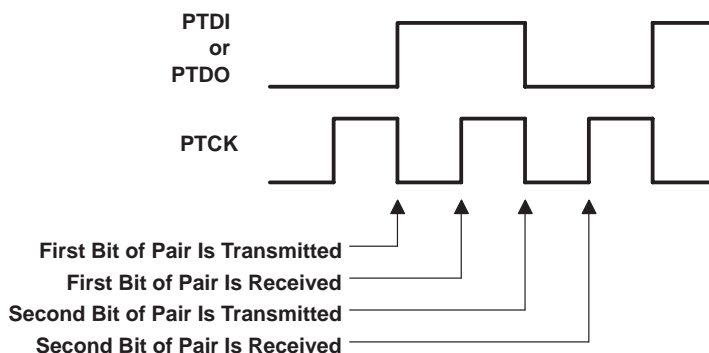 PTDI
or
PTDO
PTCK
First Bit of Pair Is Transmitted
First Bit of Pair Is Received
Second Bit of Pair Is Transmitted
Second Bit of Pair Is Received